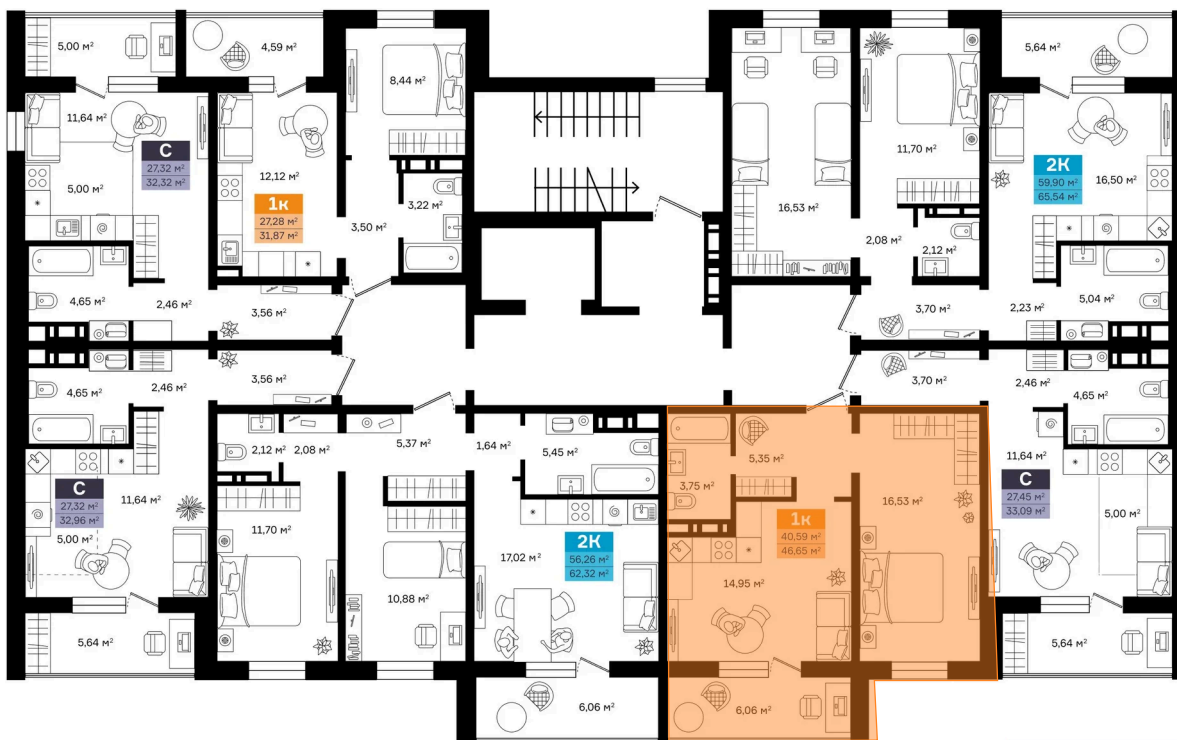 5,00 м²
4,59 м²
8,44 м²
5,64 м²
11,64 м²
С
27,32 м²
32,32 м²
5,00 м²
12,12 м²
1к
27,28 м²
31,87 м²
3,50 м²
3,22 м²
16,53 м²
11,70 м²
2К
59,90 м²
65,54 м²
16,50 м²
2,08 м²
2,12 м²
4,65 м²
2,46 м²
3,56 м²
3,70 м²
2,23 м²
5,04 м²
4,65 м²
2,46 м²
3,56 м²
3,70 м²
2,46 м²
4,65 м²
2,12 м²
2,08 м²
5,37 м²
1,64 м²
5,45 м²
3,75 м²
5,35 м²
16,53 м²
11,64 м²
С
27,45 м²
33,09 м²
5,00 м²
С
27,32 м²
32,96 м²
11,64 м²
5,00 м²
11,70 м²
10,88 м²
17,02 м²
2К
56,26 м²
62,32 м²
1к
40,59 м²
46,65 м²
14,95 м²
5,64 м²
6,06 м²
6,06 м²
5,64 м²